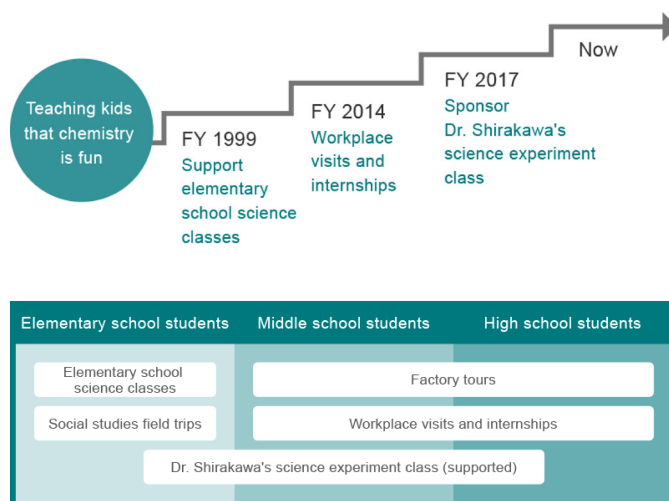 Teaching kids
that chemistry
is fun
FY 1999
Support
elementary
school science
classes
FY 2014
Workplace
visits and
internships
FY 2017
Sponsor
Dr. Shirakawa's
science experiment
class
Now
Elementary school students
Middle school students
High school students
Elementary school
science classes
Factory tours
Social studies field trips
Workplace visits and internships
Dr. Shirakawa's science experiment class (supported)